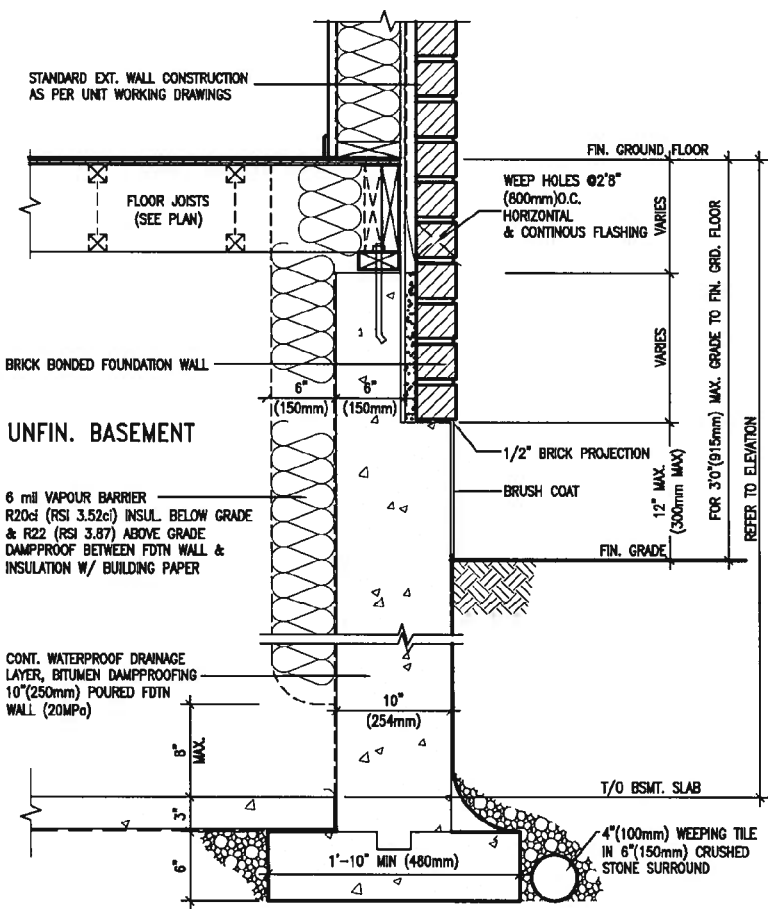 STANDARD EXT. WALL CONSTRUCTION
AS PER UNIT WORKING DRAWINGS
FIN. GROUND FLOOR
FLOOR JOISTS
(SEE PLAN)
WEEP HOLES @2'8"
(800mm)O.C.
HORIZONTAL
& CONTINOUS FLASHING
VARIES
BRICK BONDED FOUNDATION WALL
6"
(150mm)
6"
(150mm)
VARIES
FOR 3'0"(915mm) MAX. GRADE TO FIN. GRD. FLOOR
REFER TO ELEVATION
UNFIN. BASEMENT
1/2" BRICK PROJECTION
BRUSH COAT
12" MAX.
(300mm MAX)
6 mil VAPOUR BARRIER
R20ci (RSI 3.52ci) INSUL. BELOW GRADE
& R22 (RSI 3.87) ABOVE GRADE
DAMPPROOF BETWEEN FDTN WALL &
INSULATION W/ BUILDING PAPER
FIN. GRADE
CONT. WATERPROOF DRAINAGE
LAYER, BITUMEN DAMPPROOFING
10"(250mm) POURED FDTN
WALL (20MPa)
10"
(254mm)
8"
MAX.
T/O BSMT. SLAB
3"
6"
1'-10" MIN (460mm)
4"(100mm) WEEPING TILE
IN 6"(150mm) CRUSHED
STONE SURROUND